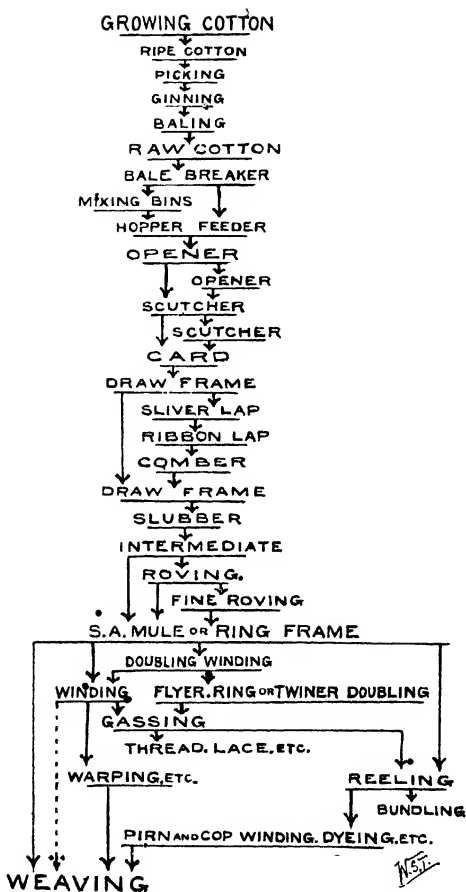 GROWING COTTON
RIPE COTTON
PICKING
GINNING
BALING
RAW COTTON
BALE BREAKER
MIXING BINS
HOPPER FEEDER
OPENER
OPENER
SCUTCHER
SCUTCHER
CARD
DRAW FRAME
SLIVER LAP
RIBBON LAP
COMBER
DRAW FRAME
SLUBBER
INTERMEDIATE
ROVING.
FINE ROVING
S.A. MULE OR RING FRAME
DOUBLING WINDING
WINDING FLYER. RING OR TWINER DOUBLING
GASSING
THREAD. LACE. ETC.
WARPING, ETC. REELING
BUNDLING
PIRN AND COP WINDING. DYEING. ETC.
WEAVING
W.S.T.